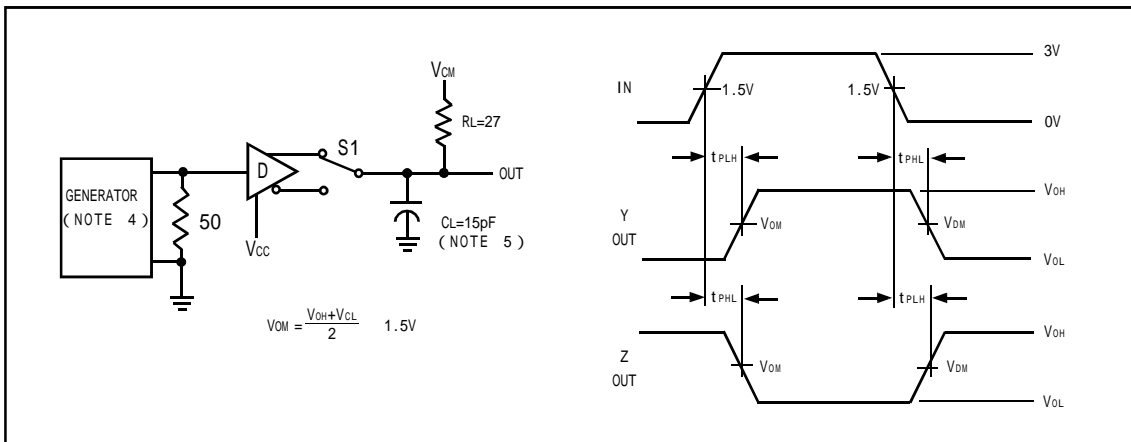 VCM
RL=27
S1
D
OUT
GENERATOR
(NOTE 4)
50
VCC
CL=15pF
(NOTE 5)
VOM = VOH+VCL
2
1.5V
IN
1.5V
1.5V
3V
0V
tPLH
tPHL
Y
OUT
VOM
VDM
VOH
VOL
tPHL
tPLH
Z
OUT
VOM
VDM
VOH
VOL